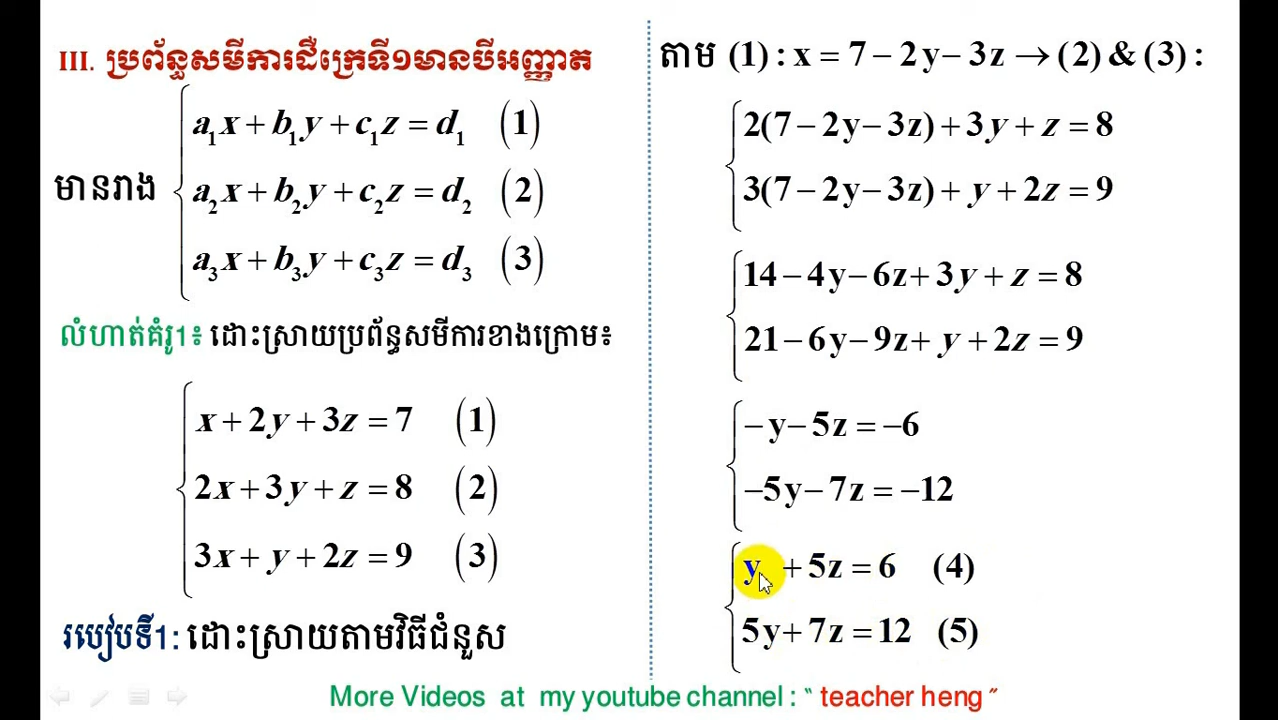 III. ប្រព័ន្ធសមីការដឺក្រេទី១មានបីអញ្ញាត
មានរាង
a₁x + b₁y + c₁z = d₁ (1)
a₂x + b₂y + c₂z = d₂ (2)
a₃x + b₃y + c₃z = d₃ (3)
លំហាត់គំរូ1៖ ដោះស្រាយប្រព័ន្ធសមីការខាងក្រោម៖
x + 2y + 3z = 7 (1)
2x + 3y + z = 8 (2)
3x + y + 2z = 9 (3)
របៀបទី1: ដោះស្រាយតាមវិធីជំនួស
តាម (1) : x = 7 − 2y − 3z → (2) & (3) :
2(7 − 2y − 3z) + 3y + z = 8
3(7 − 2y − 3z) + y + 2z = 9
14 − 4y − 6z + 3y + z = 8
21 − 6y − 9z + y + 2z = 9
−y − 5z = −6
−5y − 7z = −12
y + 5z = 6 (4)
5y + 7z = 12 (5)
More Videos at my youtube channel : “ teacher heng ”